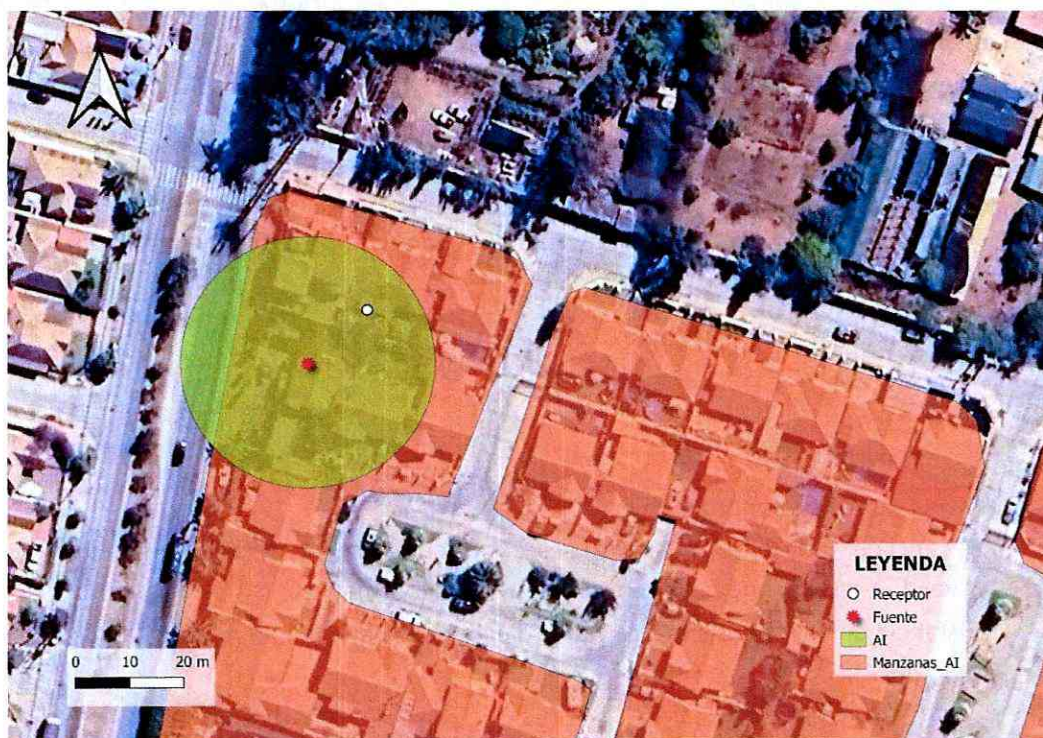 LEYENDA
Receptor
Fuente
AI
Manzanas_AI
0 10 20 m